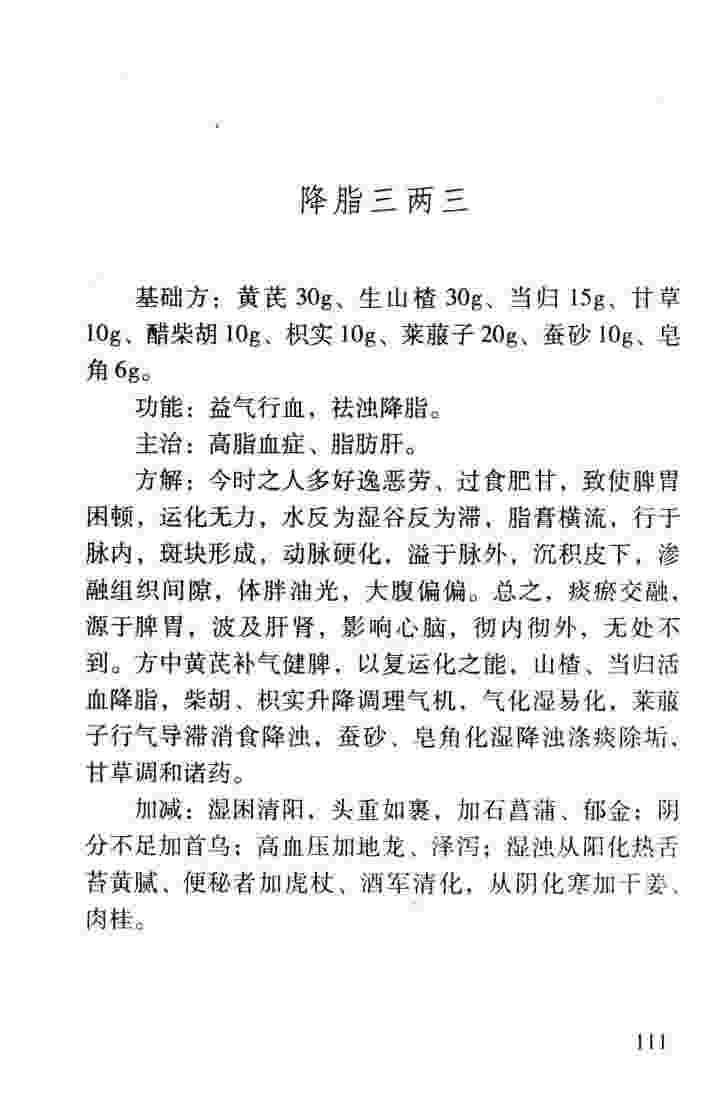 降脂三两三
基础方：黄芪 30g、生山楂 30g、当归 15g、甘草
10g、醋柴胡 10g、枳实 10g、莱菔子 20g、蚕砂 10g、皂
角 6g。
功能：益气行血，祛浊降脂。
主治：高脂血症、脂肪肝。
方解：今时之人多好逸恶劳、过食肥甘，致使脾胃
困顿，运化无力，水反为湿谷反为滞，脂膏横流，行于
脉内，斑块形成，动脉硬化，溢于脉外，沉积皮下，渗
融组织间隙，体胖油光，大腹偏偏。总之，痰瘀交融，
源于脾胃，波及肝肾，影响心脑，彻内彻外，无处不
到。方中黄芪补气健脾，以复运化之能，山楂、当归活
血降脂，柴胡、枳实升降调理气机，气化湿易化，莱菔
子行气导滞消食降浊，蚕砂、皂角化湿降浊涤痰除垢，
甘草调和诸药。
加减：湿困清阳，头重如裹，加石菖蒲、郁金；阴
分不足加首乌；高血压加地龙、泽泻；湿浊从阳化热舌
苔黄腻、便秘者加虎杖、酒军清化，从阴化寒加干姜、
肉桂。
111